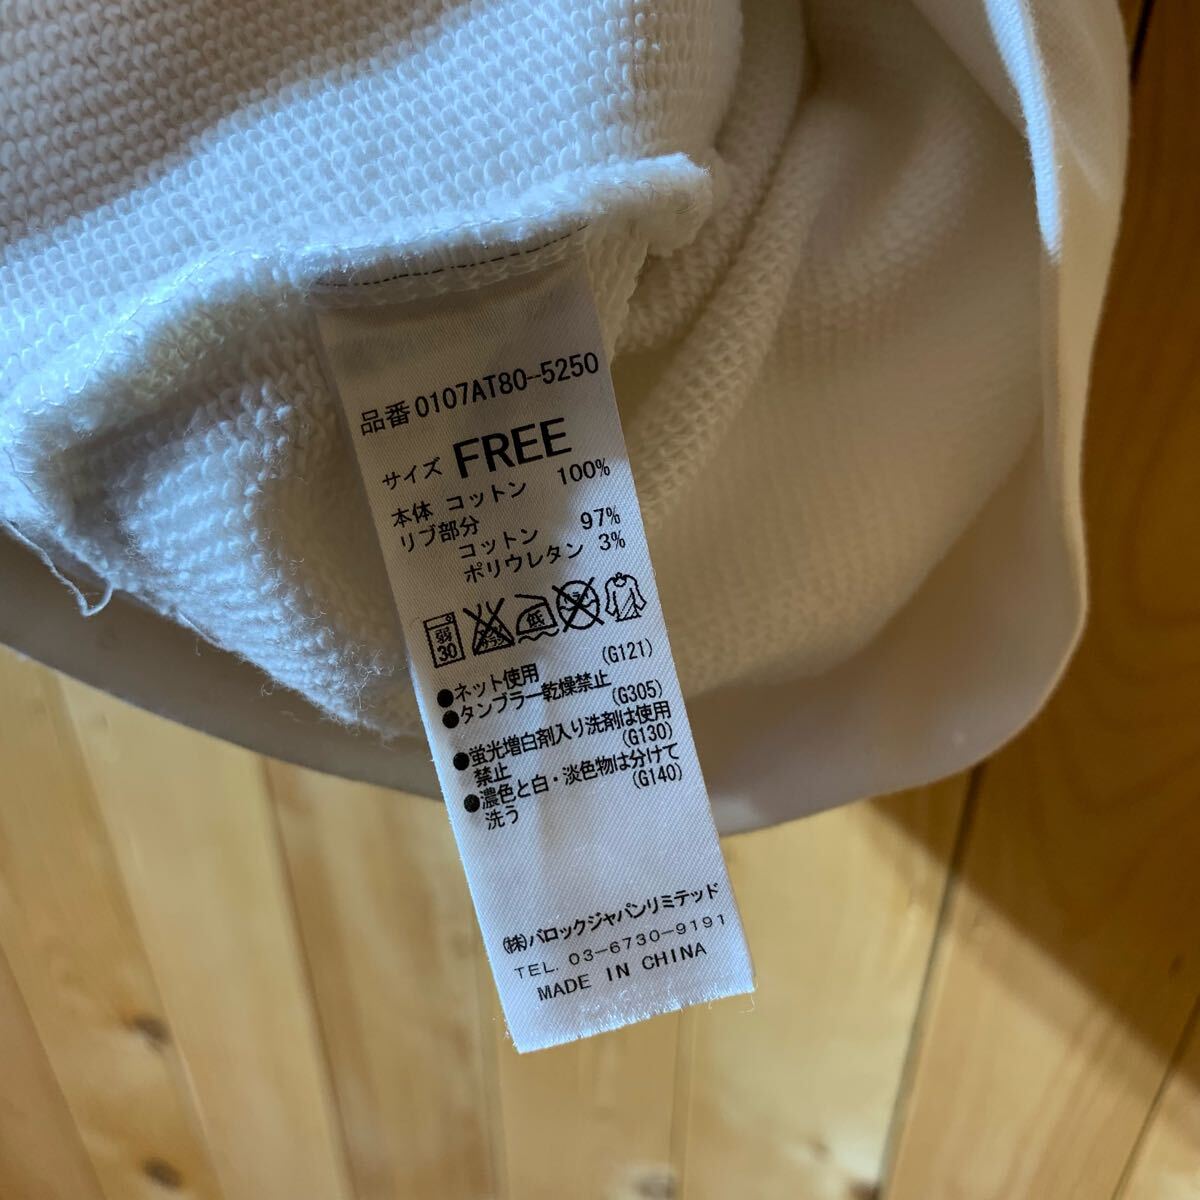 品番 0107AT80-5250
サイズ FREE
本体 コットン 100%
リブ部分
コットン 97%
ポリウレタン 3%
弱
30
低
ドライ
●ネット使用 (G121)
●タンブラー乾燥禁止
(G305)
●蛍光増白剤入り洗剤は使用
禁止 (G130)
●濃色と白・淡色物は分けて
洗う (G140)
(株)バロックジャパンリミテッド
TEL. 03-6730-9191
MADE IN CHINA